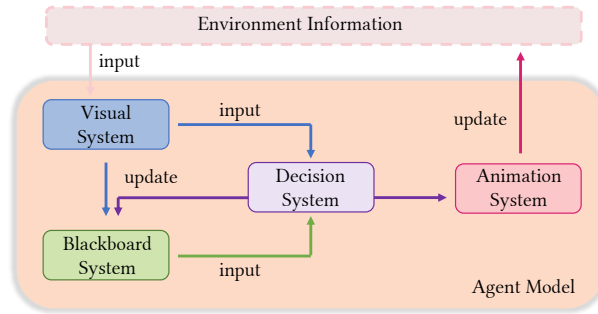 Environment Information
input
Visual
System
input
update
update
Decision
System
Animation
System
Blackboard
System
input
Agent Model